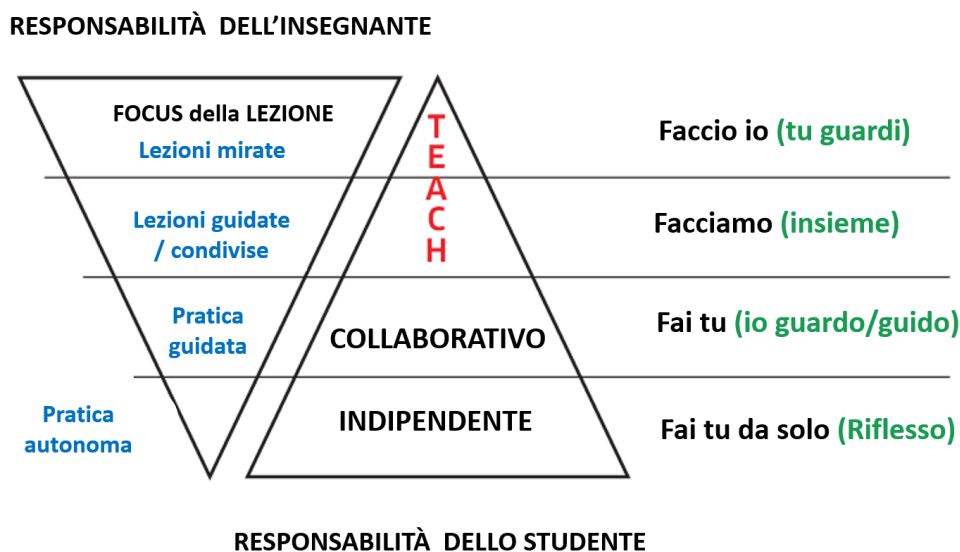 RESPONSABILITÀ DELL'INSEGNANTE
FOCUS della LEZIONE
Lezioni mirate
TEACH
Faccio io (tu guardi)
Lezioni guidate
/ condivise
Facciamo (insieme)
Pratica
guidata
COLLABORATIVO
Fai tu (io guardo/guido)
Pratica
autonoma
INDIPENDENTE
Fai tu da solo (Riflesso)
RESPONSABILITÀ DELLO STUDENTE